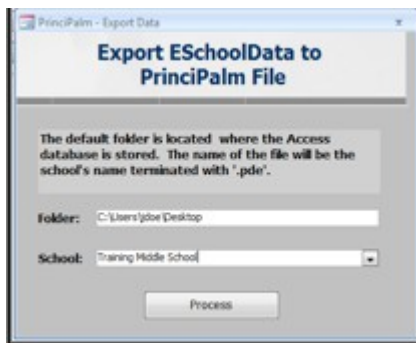 PrinciPalm - Export Data
x
Export ESchoolData to
PrinciPalm File
The default folder is located where the Access
database is stored. The name of the file will be the
school's name terminated with '.pde'.
Folder: C:\Users\jdoe\Desktop
School: Training Middle School
Process